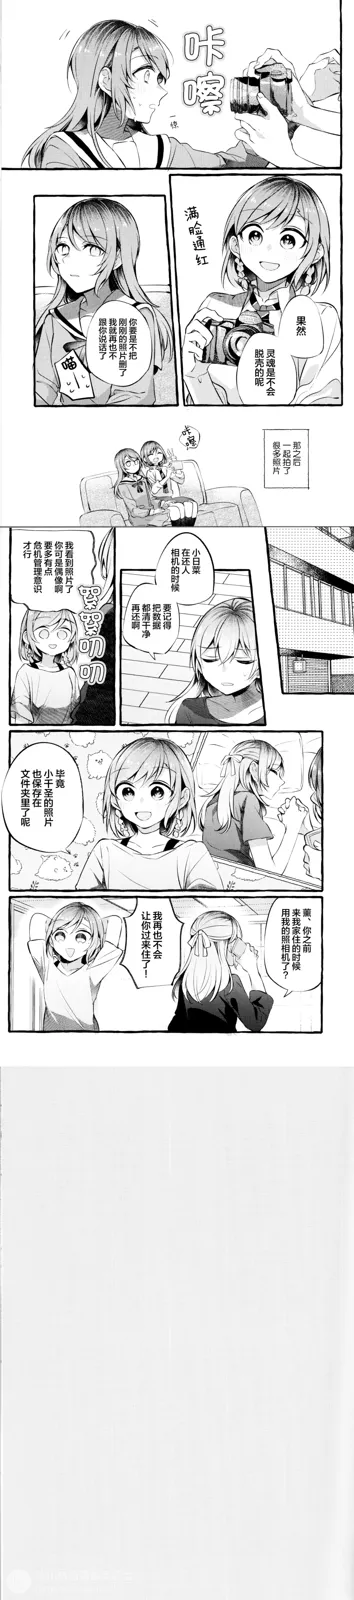 咔嚓
一惊
满脸通红
果然
灵魂是不会
脱壳的呢
你要是不把
刚刚的照片删了
我就再也不
跟你说话了
喵——
那之后
一起拍了
很多照片
咔嚓
小日菜
在还人
相机的时候
要记得
把数据
都清干净
再还啊
我看到照片了
你可是偶像啊
要多有点
危机管理意识
才行
毕竟
小千圣的照片
也保存在
文件夹里了呢
薰、你之前
来我家住的时候
用我的照相机了？
我再也不会
让你过来住了！